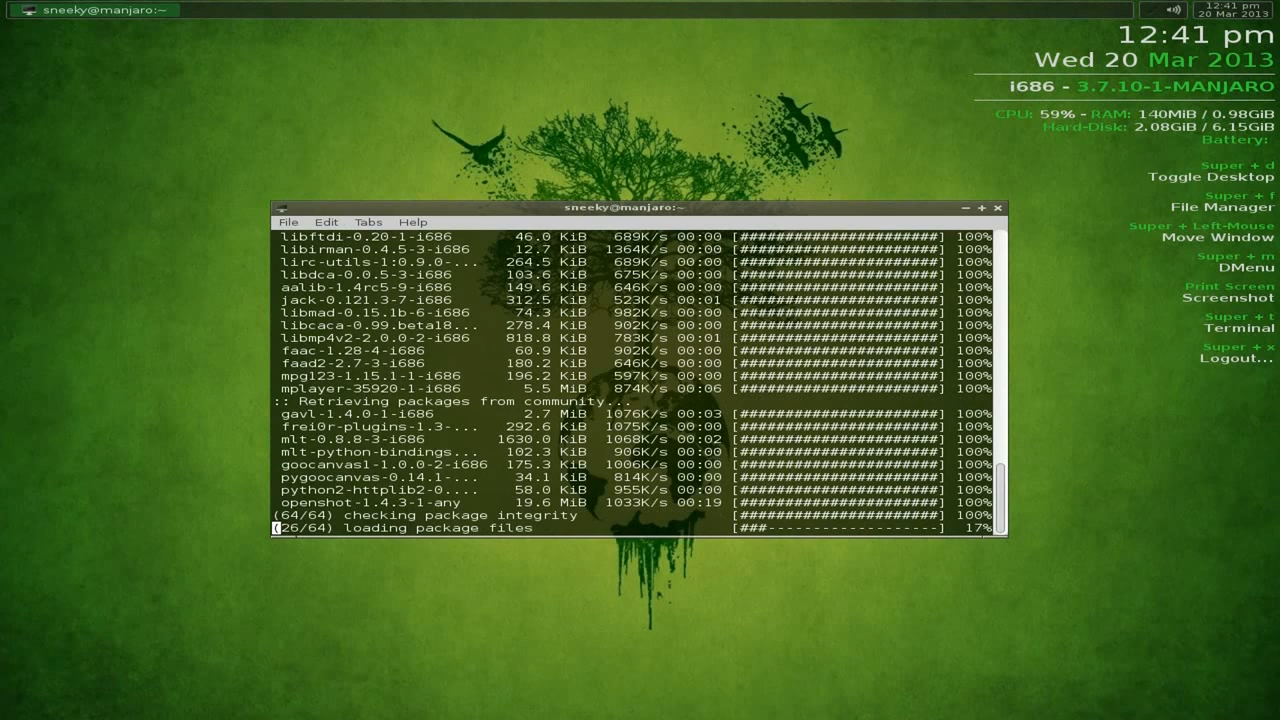 sneeky@manjaro:~
12:41 pm
20 Mar 2013
12:41 pm
Wed 20 Mar 2013
i686 - 3.7.10-1-MANJARO
CPU: 59% - RAM: 140MiB / 0.98GiB
Hard-Disk: 2.08GiB / 6.15GiB
Battery:
Super + d
Toggle Desktop
Super + f
File Manager
Super + Left-Mouse
Move Window
Super + m
DMenu
Print Screen
Screenshot
Super + t
Terminal
Super + x
Logout...
sneeky@manjaro:~
File Edit Tabs Help
libftdi-0.20-1-i686 46.0 KiB 689K/s 00:00 [######################] 100%
libirman-0.4.5-3-i686 12.7 KiB 1364K/s 00:00 [######################] 100%
lirc-utils-1:0.9.0-... 264.5 KiB 689K/s 00:00 [######################] 100%
libdca-0.0.5-3-i686 103.6 KiB 675K/s 00:00 [######################] 100%
aalib-1.4rc5-9-i686 149.6 KiB 646K/s 00:00 [######################] 100%
jack-0.121.3-7-i686 312.5 KiB 523K/s 00:01 [######################] 100%
libmad-0.15.1b-6-i686 74.3 KiB 982K/s 00:00 [######################] 100%
libcaca-0.99.beta18... 278.4 KiB 902K/s 00:00 [######################] 100%
libmp4v2-2.0.0-2-i686 818.8 KiB 783K/s 00:01 [######################] 100%
faac-1.28-4-i686 60.9 KiB 902K/s 00:00 [######################] 100%
faad2-2.7-3-i686 180.2 KiB 646K/s 00:00 [######################] 100%
mpg123-1.15.1-1-i686 196.2 KiB 597K/s 00:00 [######################] 100%
mplayer-35920-1-i686 5.5 MiB 874K/s 00:06 [######################] 100%
:: Retrieving packages from community...
gavl-1.4.0-1-i686 2.7 MiB 1076K/s 00:03 [######################] 100%
frei0r-plugins-1.3-... 292.6 KiB 1075K/s 00:00 [######################] 100%
mlt-0.8.8-3-i686 1630.0 KiB 1068K/s 00:02 [######################] 100%
mlt-python-bindings... 102.3 KiB 906K/s 00:00 [######################] 100%
goocanvas1-1.0.0-2-i686 175.3 KiB 1006K/s 00:00 [######################] 100%
pygoocanvas-0.14.1-... 34.1 KiB 814K/s 00:00 [######################] 100%
python2-httplib2-0.... 58.0 KiB 955K/s 00:00 [######################] 100%
openshot-1.4.3-1-any 19.6 MiB 1033K/s 00:19 [######################] 100%
(64/64) checking package integrity [######################] 100%
(26/64) loading package files [###-------------------] 17%